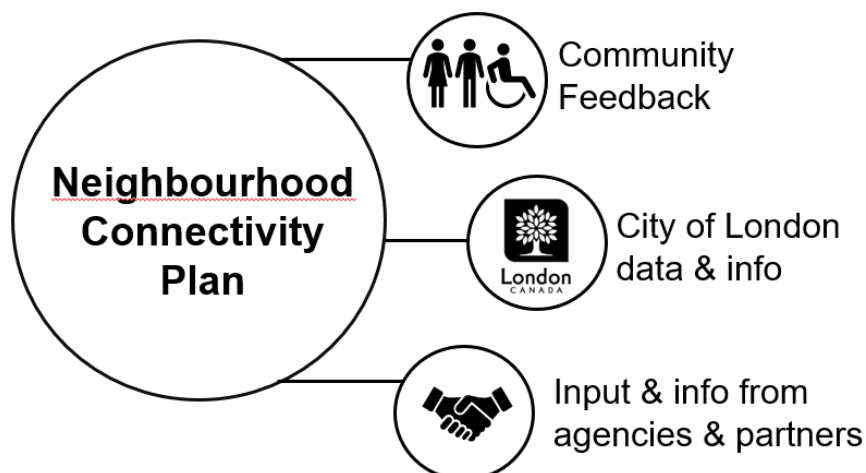 Neighbourhood
Connectivity
Plan
Community
Feedback
London
CANADA
City of London
data & info
Input & info from
agencies & partners